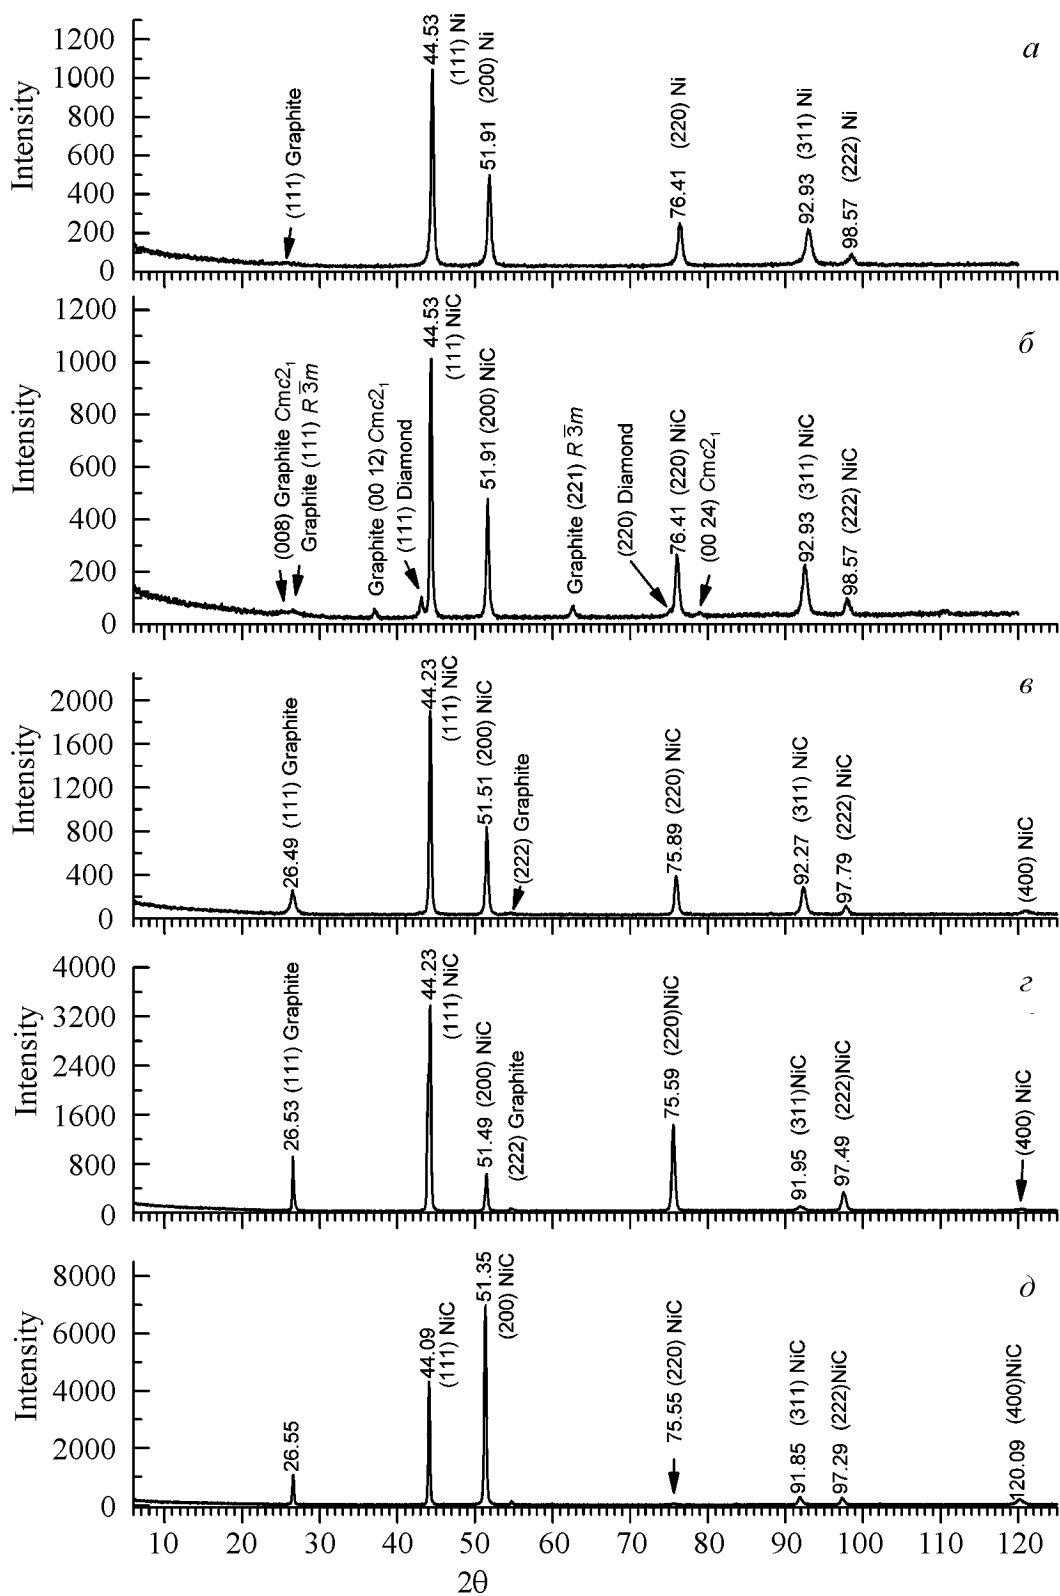 а
Intensity
1200
1000
800
600
400
200
0
(111) Graphite
44.53
(111) Ni
51.91 (200) Ni
76.41 (220) Ni
92.93 (311) Ni
98.57 (222) Ni
б
Intensity
1200
1000
800
600
400
200
0
(008) Graphite Cmc2₁
Graphite (111) R 3̅m
Graphite (00 12) Cmc2₁
(111) Diamond
44.53
(111) NiC
51.91 (200) NiC
Graphite (221) R 3̅m
(220) Diamond
76.41 (220) NiC
(00 24) Cmc2₁
92.93 (311) NiC
98.57 (222) NiC
в
Intensity
2000
1600
1200
800
400
0
26.49 (111) Graphite
44.23
(111) NiC
51.51 (200) NiC
(222) Graphite
75.89 (220) NiC
92.27 (311) NiC
97.79 (222) NiC
(400) NiC
г
Intensity
4000
3200
2400
1600
800
0
26.53 (111) Graphite
44.23
(111) NiC
51.49 (200) NiC
(222) Graphite
75.59 (220)NiC
91.95 (311)NiC
97.49 (222)NiC
(400) NiC
д
Intensity
8000
6000
4000
2000
0
26.55
44.09
(111) NiC
51.35
(200) NiC
75.55 (220) NiC
91.85 (311) NiC
97.29 (222))NiC
120.09 (400)NiC
10 20 30 40 50 60 70 80 90 100 110 120
2θ